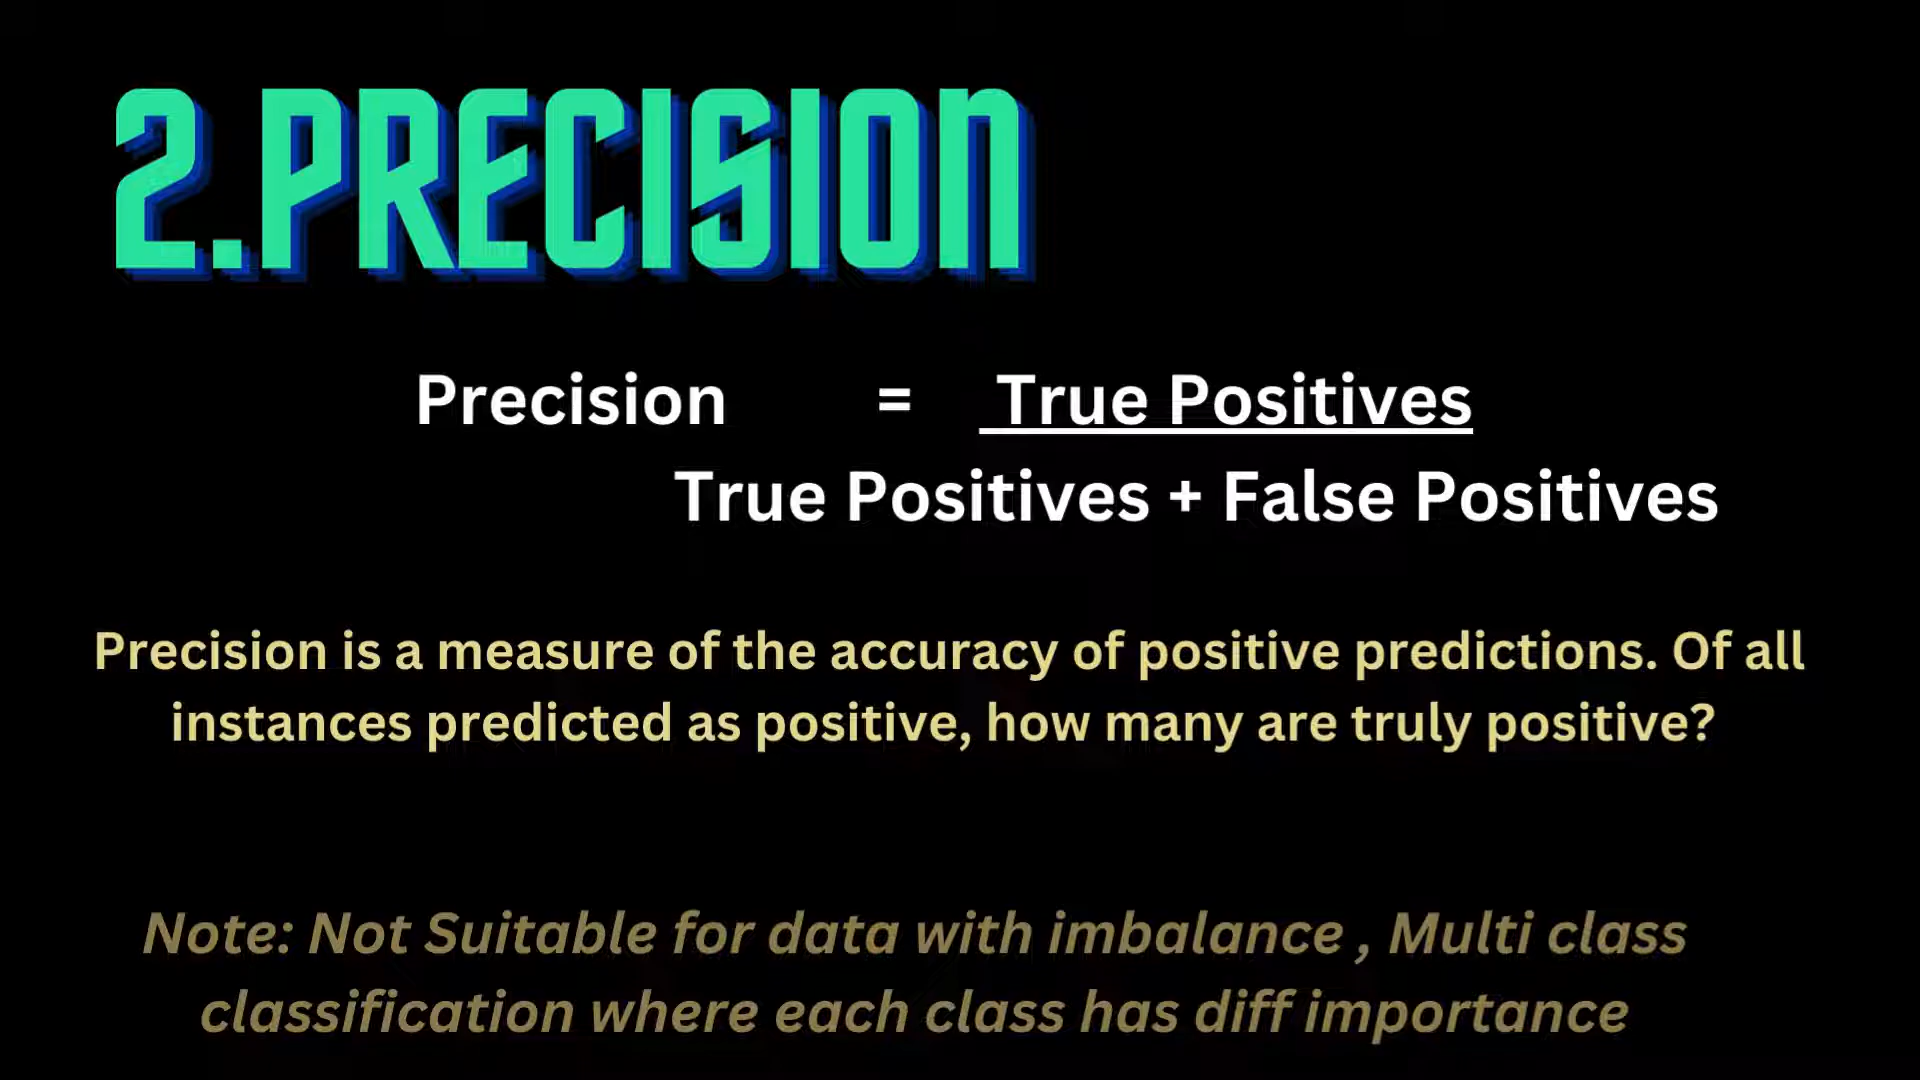 2.PRECISION
Precision = True Positives
True Positives + False Positives
Precision is a measure of the accuracy of positive predictions. Of all
instances predicted as positive, how many are truly positive?
Note: Not Suitable for data with imbalance , Multi class
classification where each class has diff importance